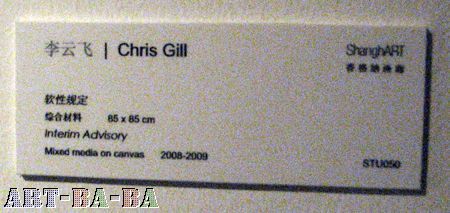 李云飞 | Chris Gill
ShanghART
香格纳画廊
软性规定
综合材料 85 x 85 cm
Interim Advisory
Mixed media on canvas 2008-2009
STU050
ART-BA-BA